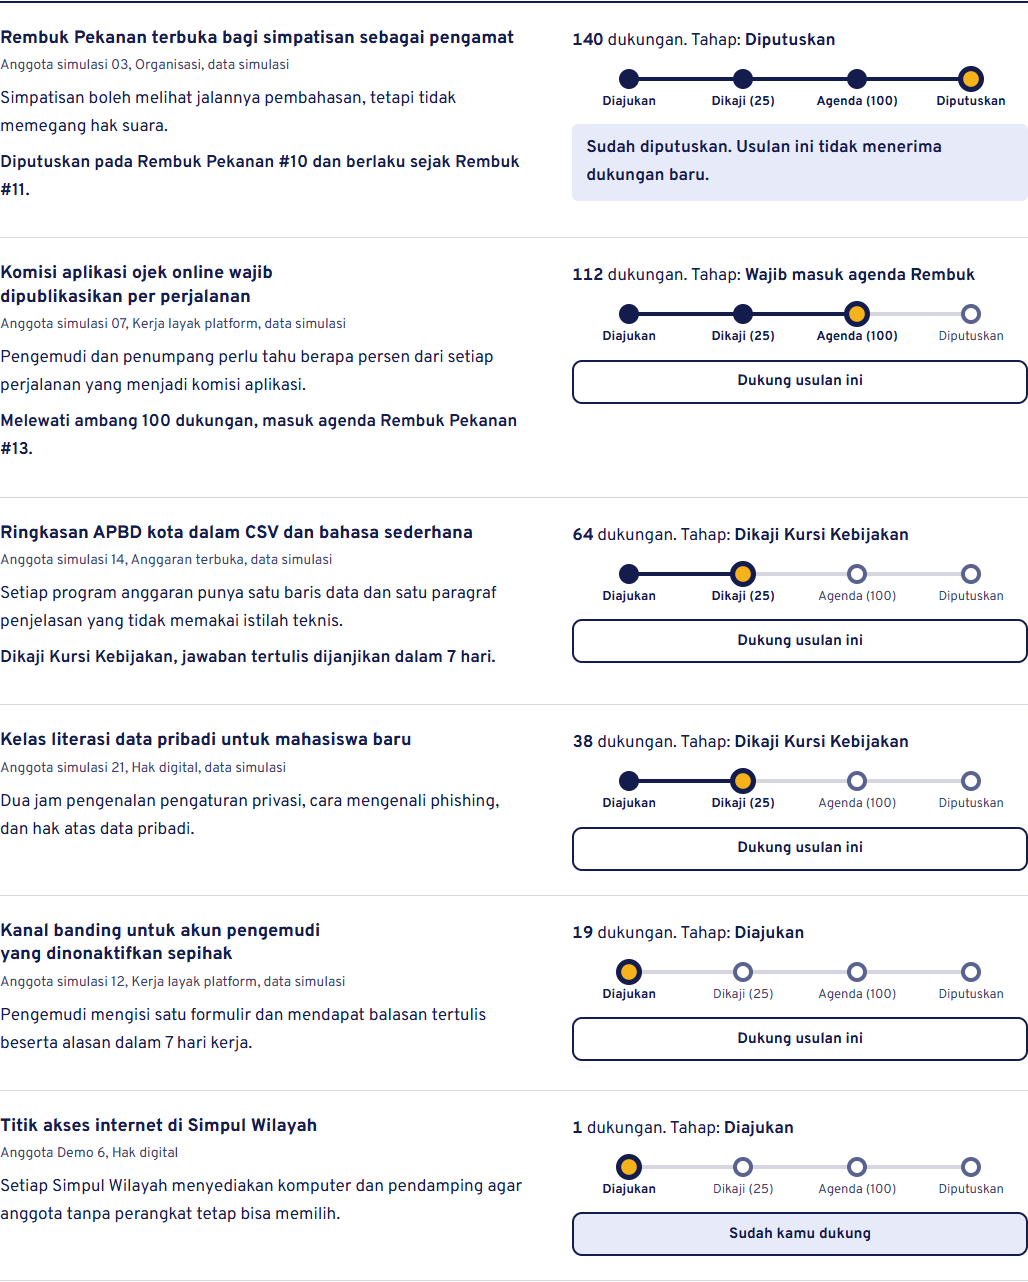 Rembuk Pekanan terbuka bagi simpatisan sebagai pengamat
Anggota simulasi 03, Organisasi, data simulasi
Simpatisan boleh melihat jalannya pembahasan, tetapi tidak
memegang hak suara.
Diputuskan pada Rembuk Pekanan #10 dan berlaku sejak Rembuk
#11.
140 dukungan. Tahap: Diputuskan
Diajukan Dikaji (25) Agenda (100) Diputuskan
Sudah diputuskan. Usulan ini tidak menerima
dukungan baru.
Komisi aplikasi ojek online wajib
dipublikasikan per perjalanan
Anggota simulasi 07, Kerja layak platform, data simulasi
Pengemudi dan penumpang perlu tahu berapa persen dari setiap
perjalanan yang menjadi komisi aplikasi.
Melewati ambang 100 dukungan, masuk agenda Rembuk Pekanan
#13.
112 dukungan. Tahap: Wajib masuk agenda Rembuk
Diajukan Dikaji (25) Agenda (100) Diputuskan
Dukung usulan ini
Ringkasan APBD kota dalam CSV dan bahasa sederhana
Anggota simulasi 14, Anggaran terbuka, data simulasi
Setiap program anggaran punya satu baris data dan satu paragraf
penjelasan yang tidak memakai istilah teknis.
Dikaji Kursi Kebijakan, jawaban tertulis dijanjikan dalam 7 hari.
64 dukungan. Tahap: Dikaji Kursi Kebijakan
Diajukan Dikaji (25) Agenda (100) Diputuskan
Dukung usulan ini
Kelas literasi data pribadi untuk mahasiswa baru
Anggota simulasi 21, Hak digital, data simulasi
Dua jam pengenalan pengaturan privasi, cara mengenali phishing,
dan hak atas data pribadi.
38 dukungan. Tahap: Dikaji Kursi Kebijakan
Diajukan Dikaji (25) Agenda (100) Diputuskan
Dukung usulan ini
Kanal banding untuk akun pengemudi
yang dinonaktifkan sepihak
Anggota simulasi 12, Kerja layak platform, data simulasi
Pengemudi mengisi satu formulir dan mendapat balasan tertulis
beserta alasan dalam 7 hari kerja.
19 dukungan. Tahap: Diajukan
Diajukan Dikaji (25) Agenda (100) Diputuskan
Dukung usulan ini
Titik akses internet di Simpul Wilayah
Anggota Demo 6, Hak digital
Setiap Simpul Wilayah menyediakan komputer dan pendamping agar
anggota tanpa perangkat tetap bisa memilih.
1 dukungan. Tahap: Diajukan
Diajukan Dikaji (25) Agenda (100) Diputuskan
Sudah kamu dukung